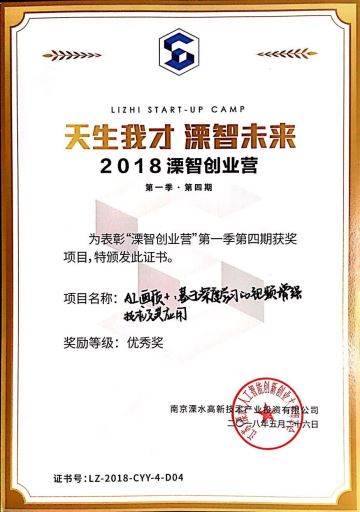 LIZHI START-UP CAMP
天生我才 溧智未来
2018溧智创业营
第一季·第四期
为表彰“溧智创业营”第一季第四期获奖
项目,特颁发此证书。
项目名称: AI画质+:基于深度学习的视频增强
技术及其应用
奖励等级: 优秀奖
南京溧水高新技术产业投资有限公司
二〇一八年五月二十六日
证书号: LZ-2018-CYY-4-D04